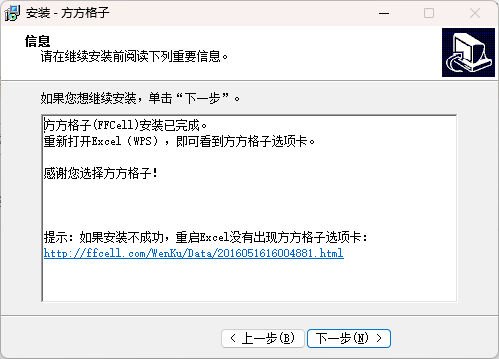 安装 - 方方格子
信息
请在继续安装前阅读下列重要信息。
如果您想继续安装，单击“下一步”。
方方格子(FFCell)安装已完成。
重新打开Excel（WPS），即可看到方方格子选项卡。
感谢您选择方方格子！
提示：如果安装不成功，重启Excel没有出现方方格子选项卡：
http://ffcell.com/WenKu/Data/2016051616004881.html
< 上一步(B)
下一步(N) >